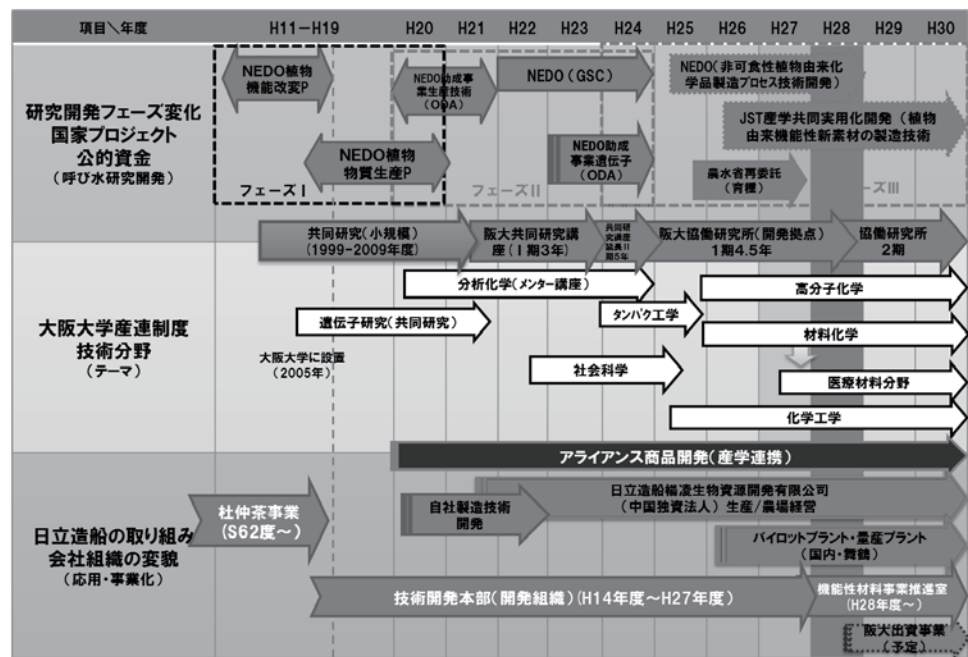 項目＼年度
H11－H19
H20
H21
H22
H23
H24
H25
H26
H27
H28
H29
H30
研究開発フェーズ変化
国家プロジェクト
公的資金
（呼び水研究開発）
NEDO植物
機能改変P
NEDO植物
物質生産P
フェーズⅠ
NEDO助成事
業生産技術
（ODA）
NEDO（GSC）
NEDO助成
事業遺伝子
（ODA）
フェーズⅡ
NEDO（非可食性植物由来化
学品製造プロセス技術開発）
JST産学共同実用化開発（植物
由来機能性新素材の製造技術
農水省再委託
（育種）
ーズⅢ
共同研究（小規模）
（1999-2009年度）
阪大共同研究講
座（Ⅰ期3年）
共同研
究講座
延長Ⅱ
期5年
阪大協働研究所（開発拠点）
1期4.5年
協働研究所
2期
大阪大学産連制度
技術分野
（テーマ）
分析化学（メンター講座）
高分子化学
遺伝子研究（共同研究）
タンパク工学
材料化学
大阪大学に設置
（2005年）
社会科学
医療材料分野
化学工学
アライアンス商品開発（産学連携）
日立造船の取り組み
会社組織の変貌
（応用・事業化）
杜仲茶事業
（S62度～）
自社製造技術
開発
日立造船楊凌生物資源開発有限公司
（中国独資法人）生産/農場経営
パイロットプラント・量産プラント
（国内・舞鶴）
技術開発本部（開発組織）（H14年度～H27年度）
機能性材料事業推進室
（H28年度～）
阪大出資事業
（予定）